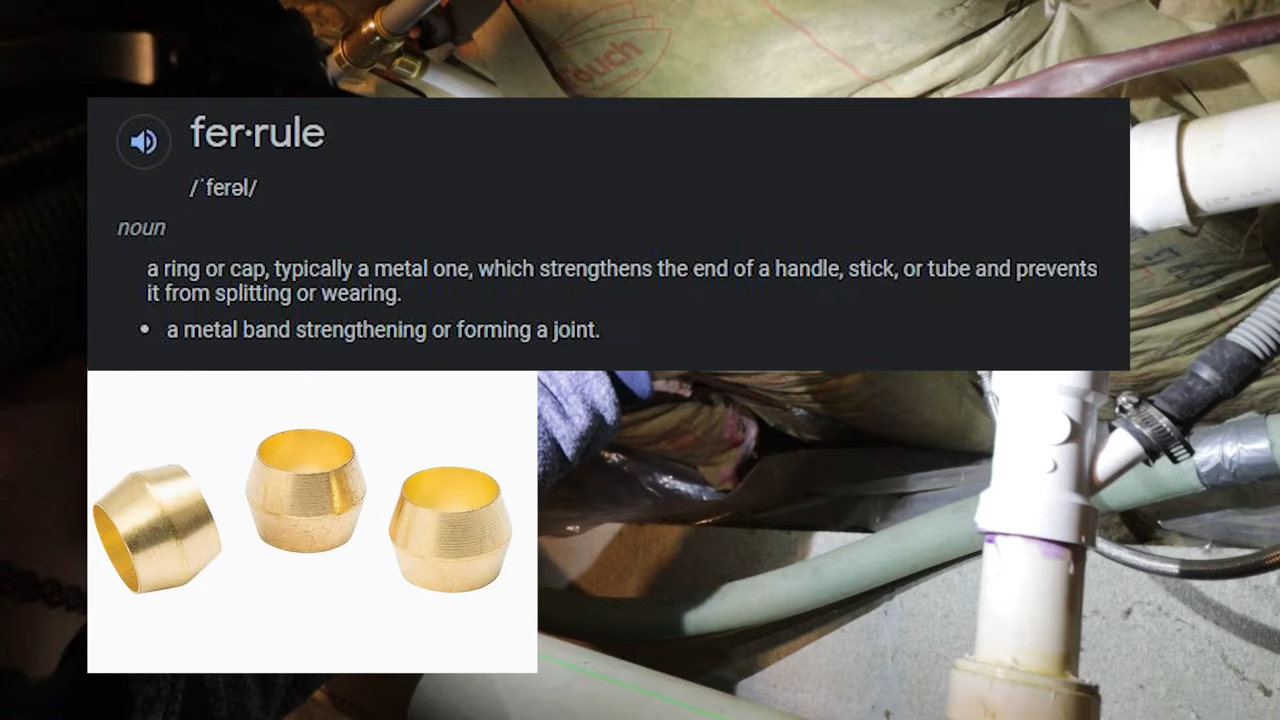 Touch
fer·rule
/ˈferəl/
noun
a ring or cap, typically a metal one, which strengthens the end of a handle, stick, or tube and prevents
it from splitting or wearing.
• a metal band strengthening or forming a joint.